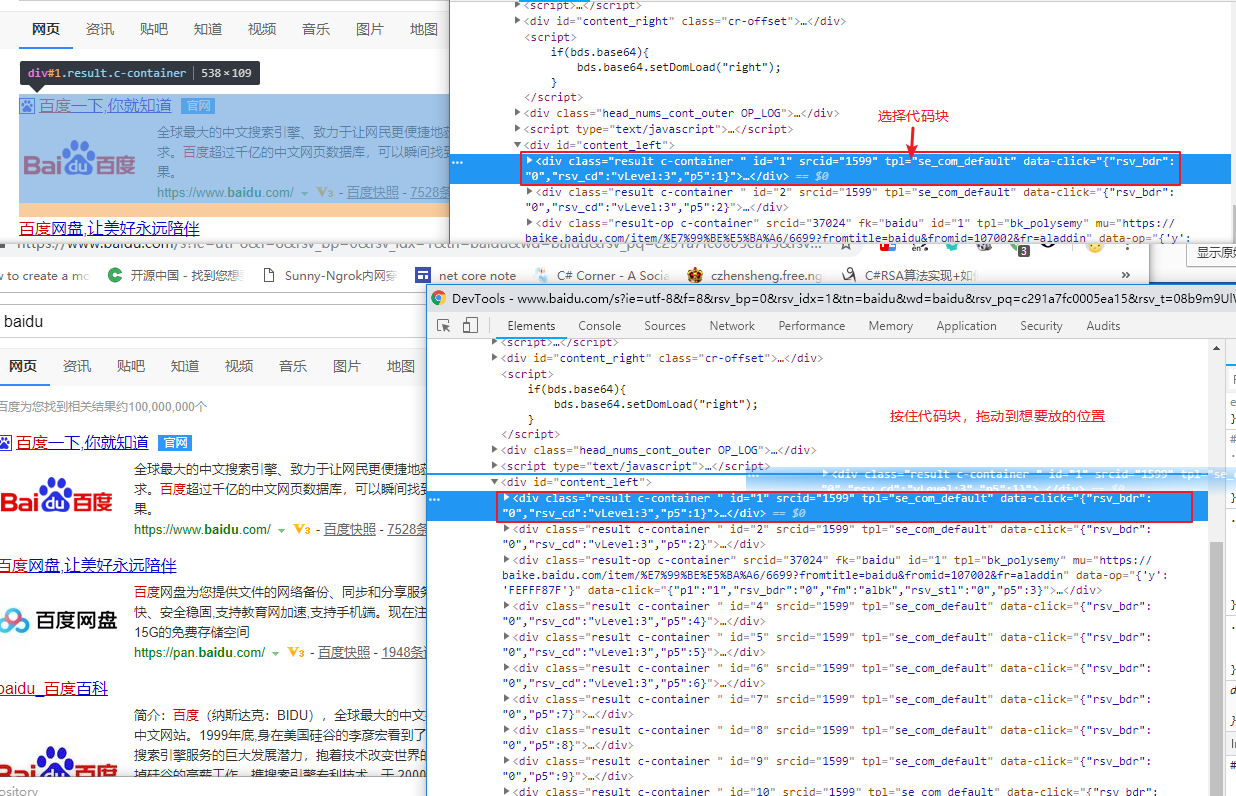 网页 资讯 贴吧 知道 视频 音乐 图片 地图
div#1.result.c-container 538×109
百度一下,你就知道 官网
全球最大的中文搜索引擎、致力于让网民更便捷地获
求。百度超过千亿的中文网页数据库，可以瞬间找到
果。
Bai 百度
https://www.baidu.com/ V3 - 百度快照 - 7528条
百度网盘,让美好永远陪伴
<script>…</script>
<div id="content_right" class="cr-offset">…</div>
<script>
if(bds.base64){
bds.base64.setDomLoad("right");
}
</script>
<div class="head_nums_cont_outer OP_LOG">…</div>
<script type="text/javascript">…</script>
选择代码块
<div id="content_left">
<div class="result c-container " id="1" srcid="1599" tpl="se_com_default" data-click="{"rsv_bdr":
"0","rsv_cd":"vLevel:3","p5":1}">…</div> == $0
<div class="result c-container " id="2" srcid="1599" tpl="se_com_default" data-click="{"rsv_bdr":
"0","rsv_cd":"vLevel:3","p5":2}">…</div>
<div class="result-op c-container" srcid="37024" fk="baidu" id="1" tpl="bk_polysemy" mu="https://
baike.baidu.com/item/%E7%99%BE%E5%BA%A6/6699?fromtitle=baidu&fromid=107002&fr=aladdin" data-op="{'y':
显示原始
3
w to create a mo 开源中国 - 找到您想 Sunny-Ngrok内网穿 net core note C# Corner - A Socia czhensheng.free.ng C#RSA算法实现+如 »
DevTools - www.baidu.com/s?ie=utf-8&f=8&rsv_bp=0&rsv_idx=1&tn=baidu&wd=baidu&rsv_pq=c291a7fc0005ea15&rsv_t=08b9m9UlV
baidu
Elements Console Sources Network Performance Memory Application Security Audits
网页 资讯 贴吧 知道 视频 音乐 图片 地图
百度为您找到相关结果约100,000,000个
百度一下,你就知道 官网
全球最大的中文搜索引擎、致力于让网民更便捷地获
求。百度超过千亿的中文网页数据库，可以瞬间找到
果。
Bai 百度
https://www.baidu.com/ V3 - 百度快照 - 7528条
百度网盘,让美好永远陪伴
百度网盘为您提供文件的网络备份、同步和分享服务
快、安全稳固,支持教育网加速,支持手机端。现在注
15G的免费存储空间
百度网盘
https://pan.baidu.com/ V3 - 百度快照 - 1948条
baidu_百度百科
简介：百度（纳斯达克：BIDU），全球最大的中文
中文网站。1999年底,身在美国硅谷的李彦宏看到了
搜索引擎服务的巨大发展潜力，抱着技术改变世界的
Bai 百度
<script>…</script>
<div id="content_right" class="cr-offset">…</div>
<script>
if(bds.base64){
bds.base64.setDomLoad("right");
}
</script>
按住代码块，拖动到想要放的位置
<div class="head_nums_cont_outer OP_LOG">…</div>
<script type="text/javascript">…</script>
<div class="result c-container " id="1" srcid="1599" tpl="se_c
<div id="content_left">
<div class="result c-container " id="1" srcid="1599" tpl="se_com_default" data-click="{"rsv_bdr":
"0","rsv_cd":"vLevel:3","p5":1}">…</div> == $0
<div class="result c-container " id="2" srcid="1599" tpl="se_com_default" data-click="{"rsv_bdr":
"0","rsv_cd":"vLevel:3","p5":2}">…</div>
<div class="result-op c-container" srcid="37024" fk="baidu" id="1" tpl="bk_polysemy" mu="https://
baike.baidu.com/item/%E7%99%BE%E5%BA%A6/6699?fromtitle=baidu&fromid=107002&fr=aladdin" data-op="{'y':
'FEFFF87F'}" data-click="{"p1":"1","rsv_bdr":"0","fm":"albk","rsv_stl":"0","p5":3}">…</div>
<div class="result c-container " id="4" srcid="1599" tpl="se_com_default" data-click="{"rsv_bdr":
"0","rsv_cd":"vLevel:3","p5":4}">…</div>
<div class="result c-container " id="5" srcid="1599" tpl="se_com_default" data-click="{"rsv_bdr":
"0","rsv_cd":"vLevel:3","p5":5}">…</div>
<div class="result c-container " id="6" srcid="1599" tpl="se_com_default" data-click="{"rsv_bdr":
"0","rsv_cd":"vLevel:3","p5":6}">…</div>
<div class="result c-container " id="7" srcid="1599" tpl="se_com_default" data-click="{"rsv_bdr":
"0","p5":7}">…</div>
<div class="result c-container " id="8" srcid="1599" tpl="se_com_default" data-click="{"rsv_bdr":
"0","p5":8}">…</div>
<div class="result c-container " id="9" srcid="1599" tpl="se_com_default" data-click="{"rsv_bdr":
"0","p5":9}">…</div>
<div class="result c-container " id="10" srcid="1599" tpl="se_com_default" data-click="{"rsv_bdr":